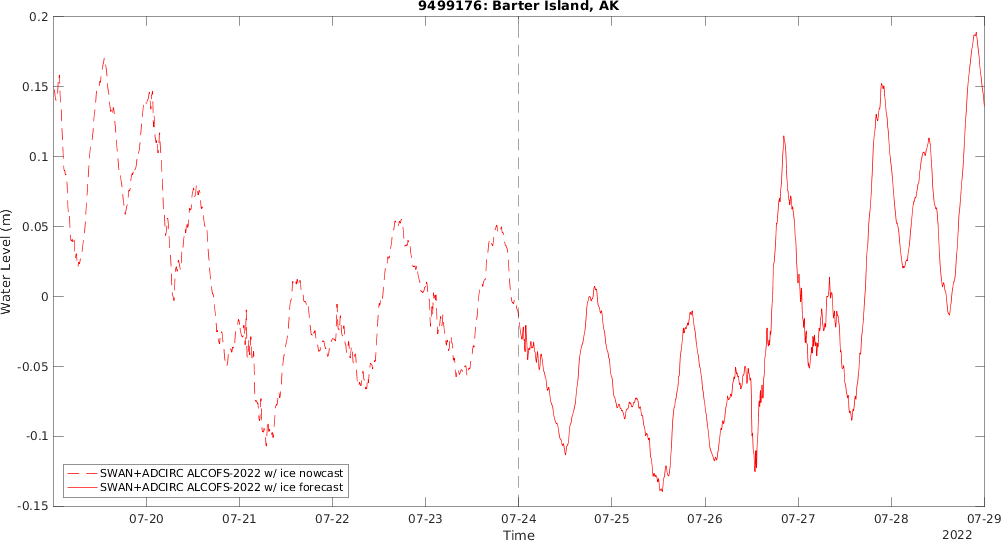 9499176: Barter Island, AK
Water Level (m)
0.2
0.15
0.1
0.05
0
-0.05
-0.1
-0.15
SWAN+ADCIRC ALCOFS-2022 w/ ice nowcast
SWAN+ADCIRC ALCOFS-2022 w/ ice forecast
07-20 07-21 07-22 07-23 07-24 07-25 07-26 07-27 07-28 07-29
Time
2022